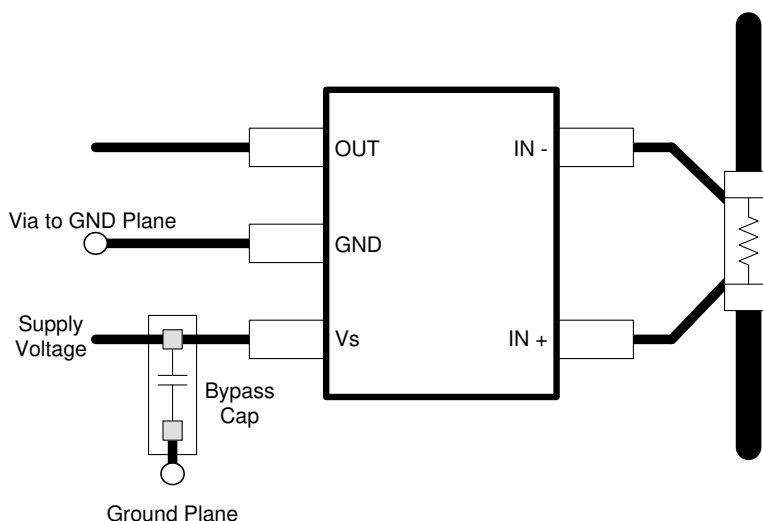 OUT
IN -
Via to GND Plane
GND
Supply
Voltage
Vs
IN +
Bypass
Cap
Ground Plane